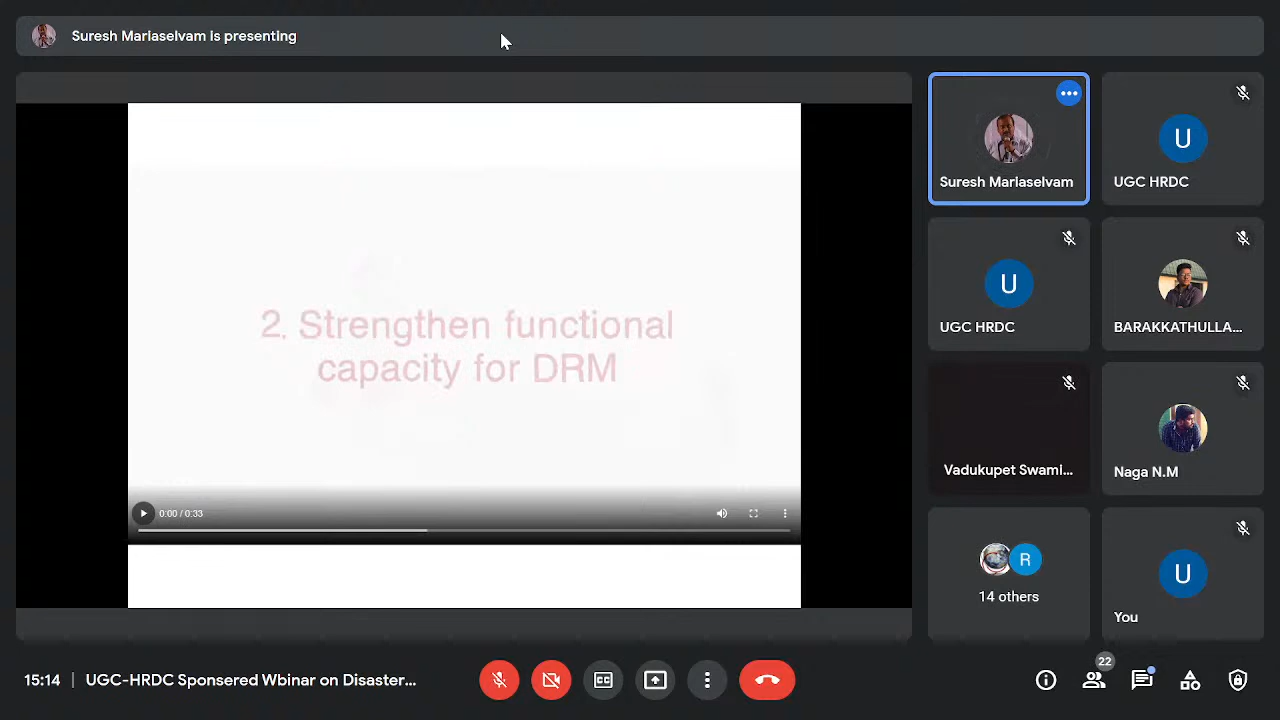 Suresh Mariaselvam is presenting
2. Strengthen functional
capacity for DRM
0:00 / 0:33
Suresh Mariaselvam
U
UGC HRDC
U
UGC HRDC
BARAKKATHULLA...
Vadukupet Swami...
Naga N.M
R
14 others
U
You
15:14 | UGC-HRDC Sponsered Wbinar on Disaster...
CC
22